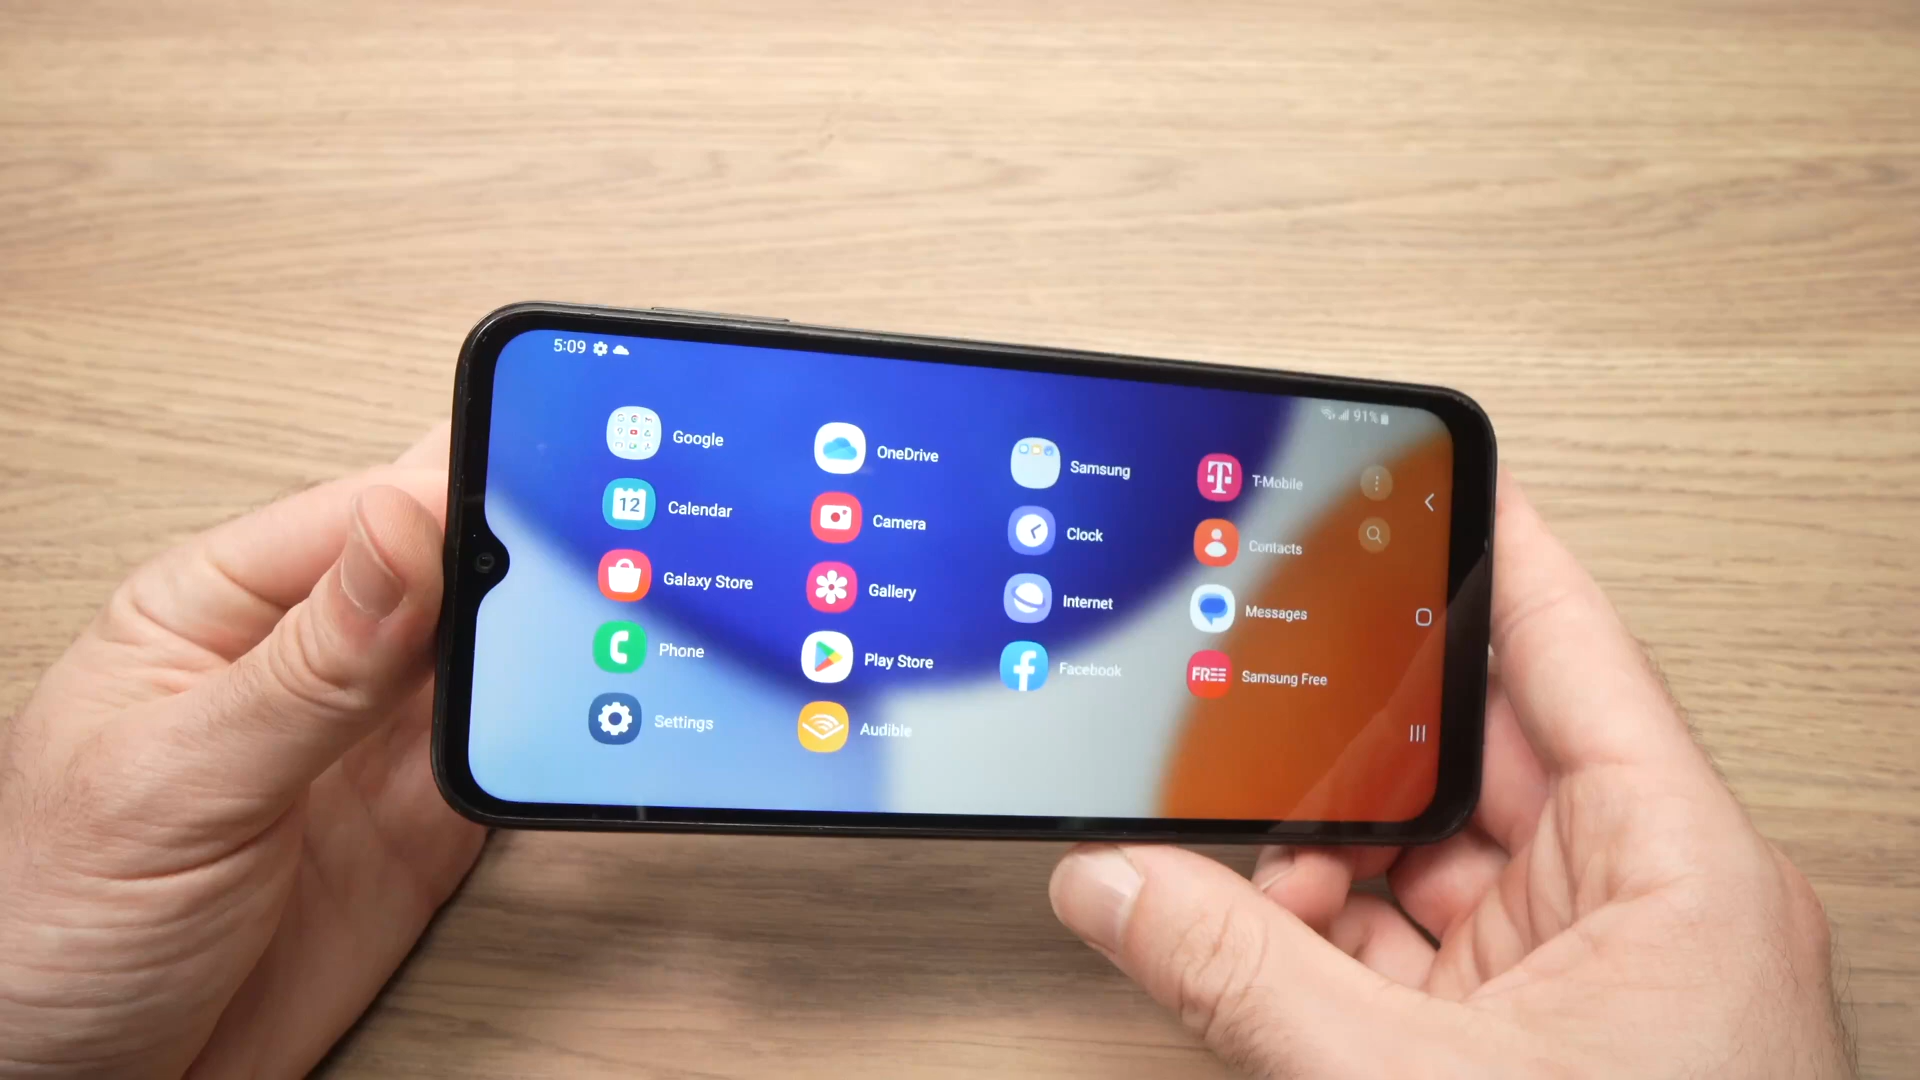 5:09
91%
Google
OneDrive
Samsung
T-Mobile
12
Calendar
Camera
Clock
Contacts
Galaxy Store
Gallery
Internet
Messages
Phone
Play Store
Facebook
FREE
Samsung Free
Settings
Audible